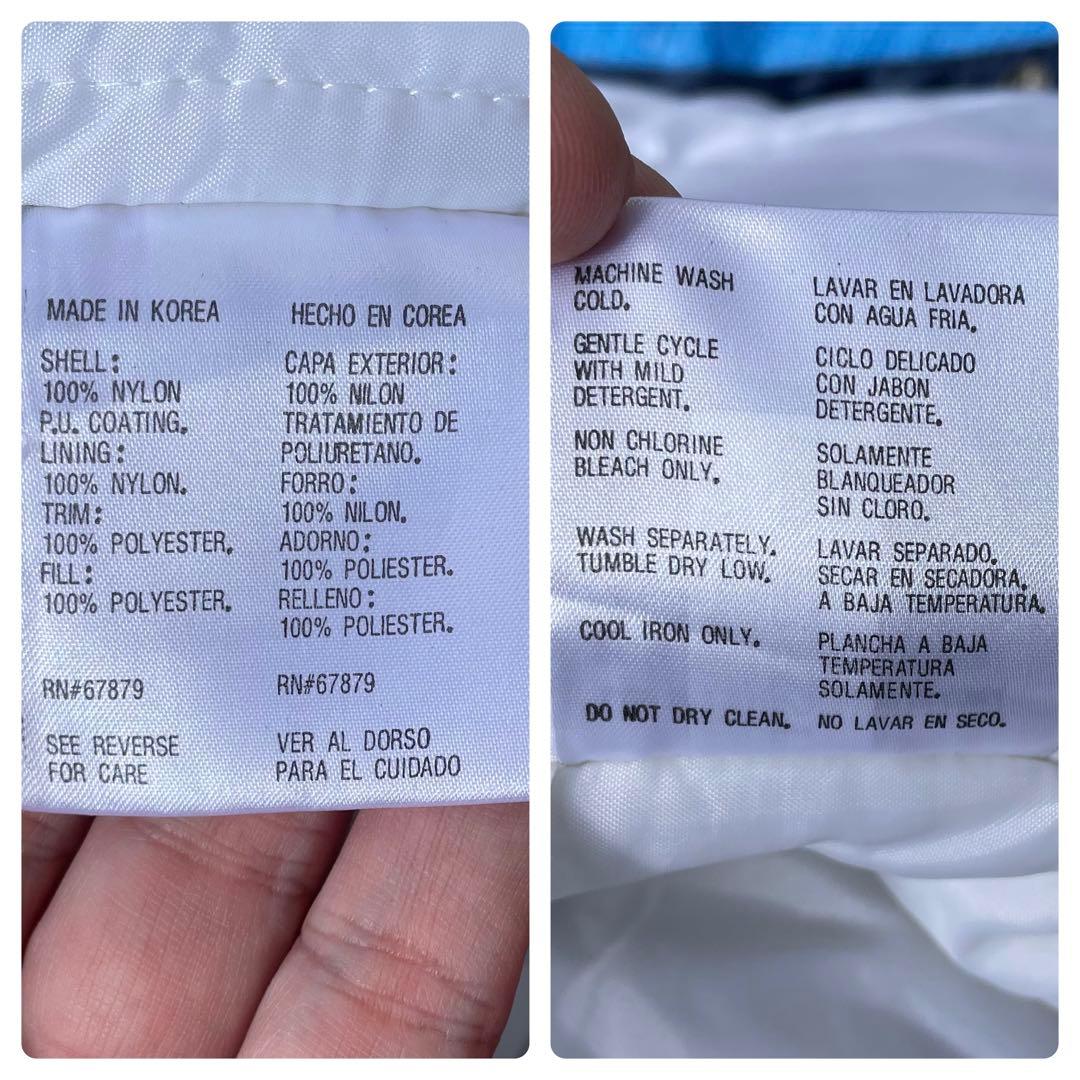 MADE IN KOREA
SHELL:
100% NYLON
P.U. COATING.
LINING:
100% NYLON.
TRIM:
100% POLYESTER.
FILL:
100% POLYESTER.
RN#67879
SEE REVERSE
FOR CARE
HECHO EN COREA
CAPA EXTERIOR:
100% NILON
TRATAMIENTO DE
POLIURETANO.
FORRO:
100% NILON.
ADORNO:
100% POLIESTER.
RELLENO:
100% POLIESTER.
RN#67879
VER AL DORSO
PARA EL CUIDADO
MACHINE WASH
COLD.
GENTLE CYCLE
WITH MILD
DETERGENT.
NON CHLORINE
BLEACH ONLY.
WASH SEPARATELY.
TUMBLE DRY LOW.
COOL IRON ONLY.
DO NOT DRY CLEAN.
LAVAR EN LAVADORA
CON AGUA FRIA.
CICLO DELICADO
CON JABON
DETERGENTE.
SOLAMENTE
BLANQUEADOR
SIN CLORO.
LAVAR SEPARADO.
SECAR EN SECADORA.
A BAJA TEMPERATURA.
PLANCHA A BAJA
TEMPERATURA
SOLAMENTE.
NO LAVAR EN SECO.